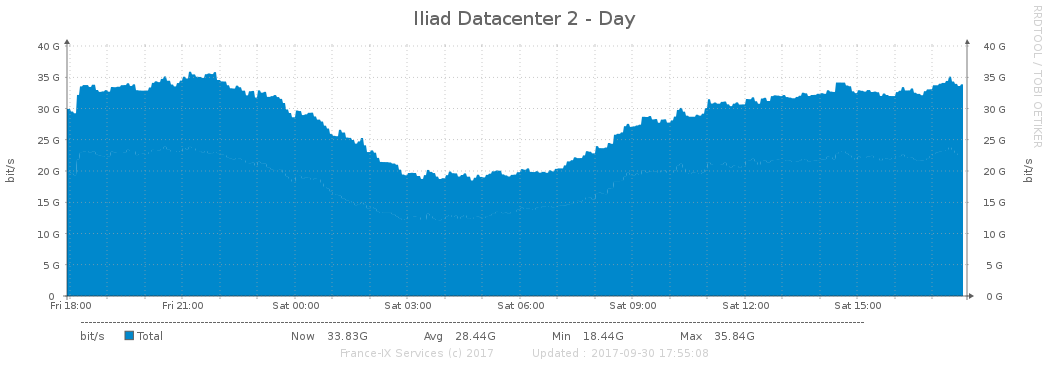 Iliad Datacenter 2 - Day
RRDTOOL / TOBI OETIKER
40 G 40 G
35 G 35 G
30 G 30 G
25 G 25 G
20 G 20 G
15 G 15 G
10 G 10 G
5 G 5 G
0 0 G
bit/s bit/s
Fri 18:00 Fri 21:00 Sat 00:00 Sat 03:00 Sat 06:00 Sat 09:00 Sat 12:00 Sat 15:00
bit/s Total Now 33.83G Avg 28.44G Min 18.44G Max 35.84G
France-IX Services (c) 2017 Updated : 2017-09-30 17:55:08